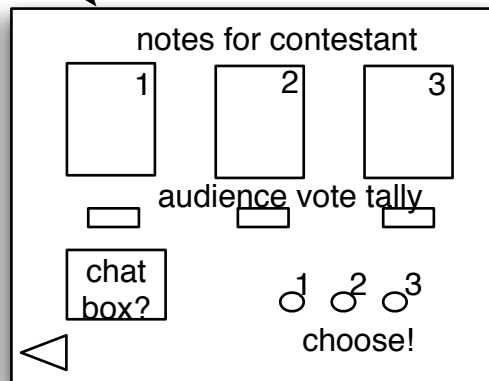 notes for contestant
1 2 3
audience vote tally
chat
box?
1 2 3
choose!